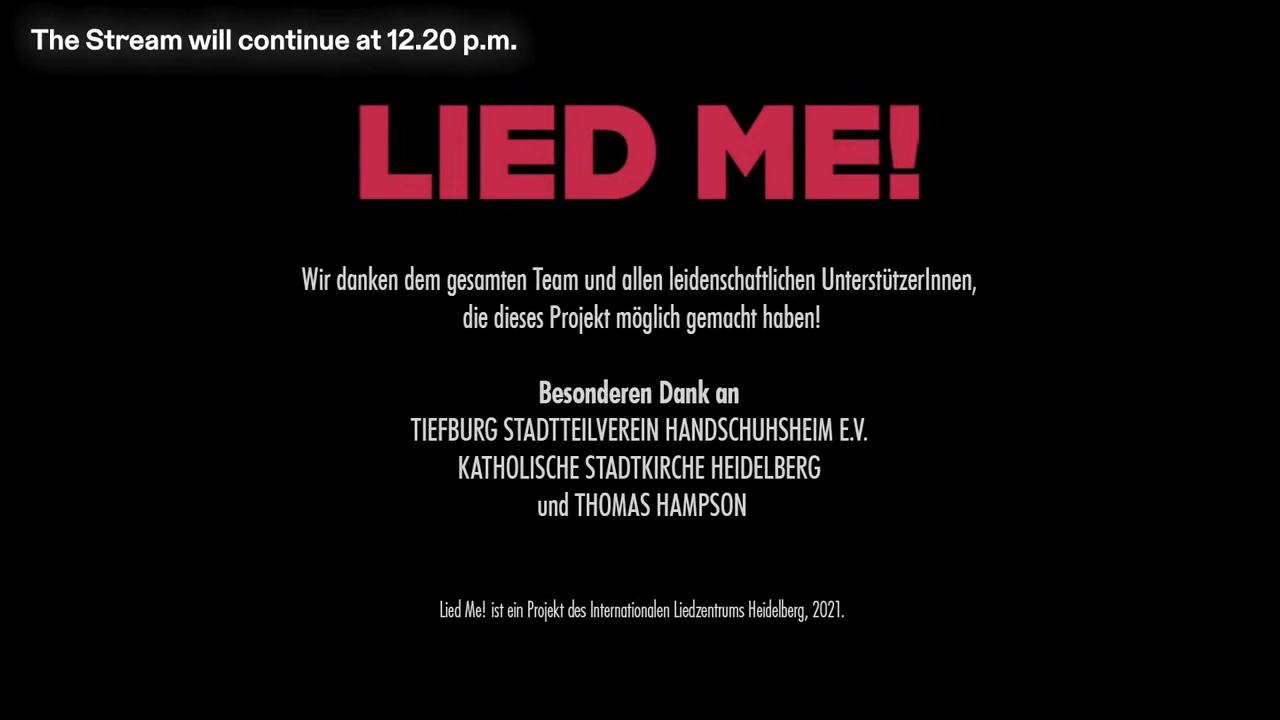 The Stream will continue at 12.20 p.m.
LIED ME!
Wir danken dem gesamten Team und allen leidenschaftlichen UnterstützerInnen,
die dieses Projekt möglich gemacht haben!
Besonderen Dank an
TIEFBURG STADTTEILVEREIN HANDSCHUHSHEIM E.V.
KATHOLISCHE STADTKIRCHE HEIDELBERG
und THOMAS HAMPSON
Lied Me! ist ein Projekt des Internationalen Liedzentrums Heidelberg, 2021.